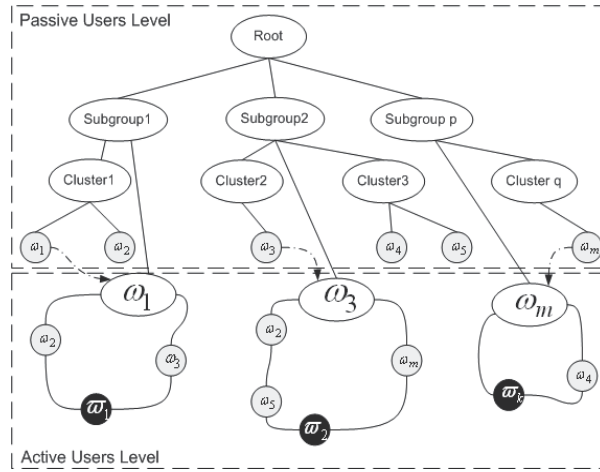 Passive Users Level
Root
Subgroup1 Subgroup2 Subgroup p
Cluster1 Cluster2 Cluster3 Cluster q
ω₁ ω₂ ω₃ ω₄ ω₅ ωₘ
ω₁ ω₃ ωₘ
ω₂ ω₃ ω₂ ωₘ ω₄
ω₅
ϖ₁ ϖ₂ ϖₖ
Active Users Level